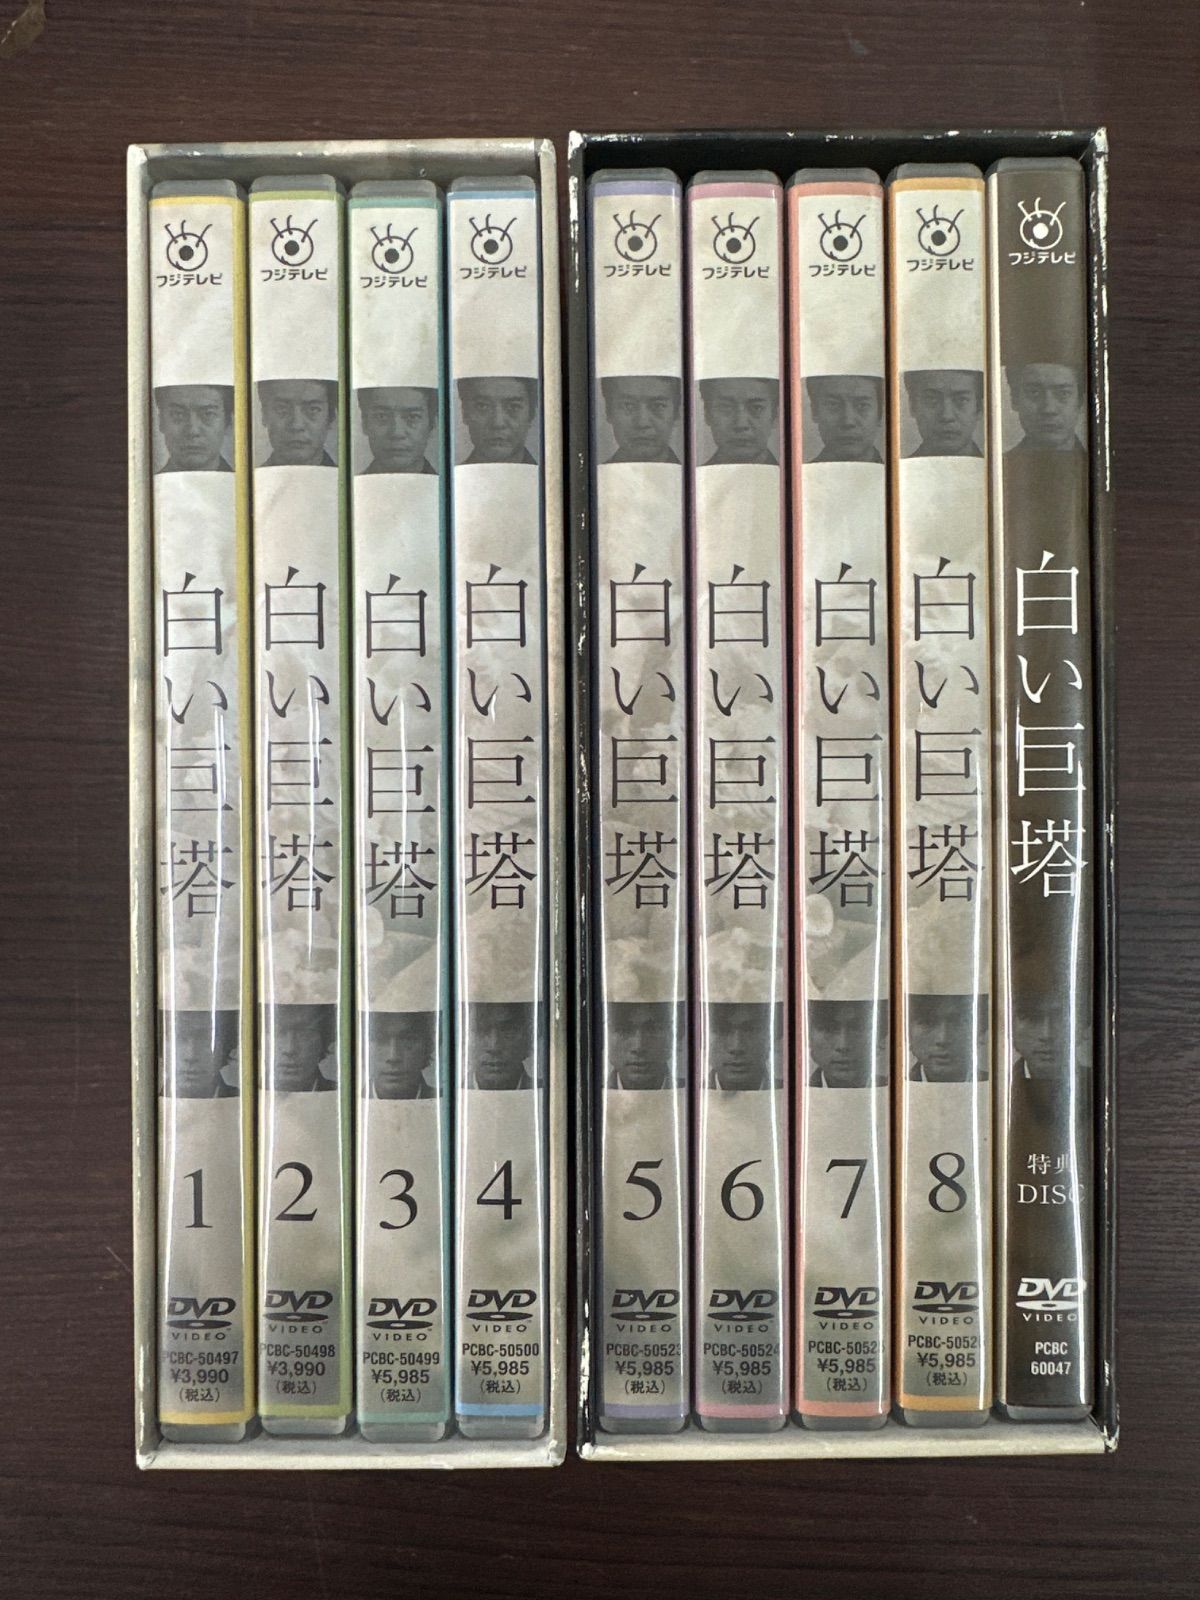 フジテレビ
白い巨塔
1
DVD
VIDEO
PCBC-50497
¥3,990
(税込)
フジテレビ
白い巨塔
2
DVD
VIDEO
PCBC-50498
¥3,990
(税込)
フジテレビ
白い巨塔
3
DVD
VIDEO
PCBC-50499
¥5,985
(税込)
フジテレビ
白い巨塔
4
DVD
VIDEO
PCBC-50500
¥5,985
(税込)
フジテレビ
白い巨塔
5
DVD
VIDEO
PCBC-50523
¥5,985
(税込)
フジテレビ
白い巨塔
6
DVD
VIDEO
PCBC-50524
¥5,985
(税込)
フジテレビ
白い巨塔
7
DVD
VIDEO
PCBC-50525
¥5,985
(税込)
フジテレビ
白い巨塔
8
DVD
VIDEO
¥5,985
(税込)
フジテレビ
白い巨塔
特典
DISC
DVD
VIDEO
PCBC
60047